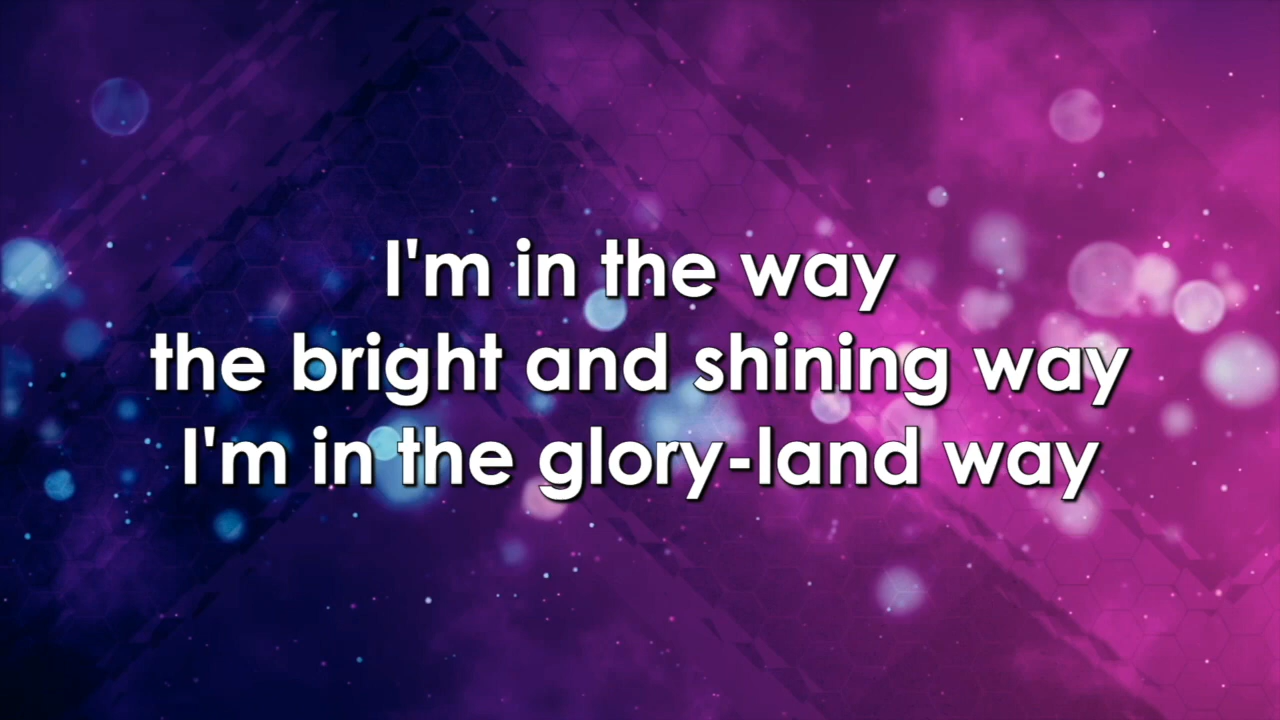 I'm in the way
the bright and shining way
I'm in the glory-land way